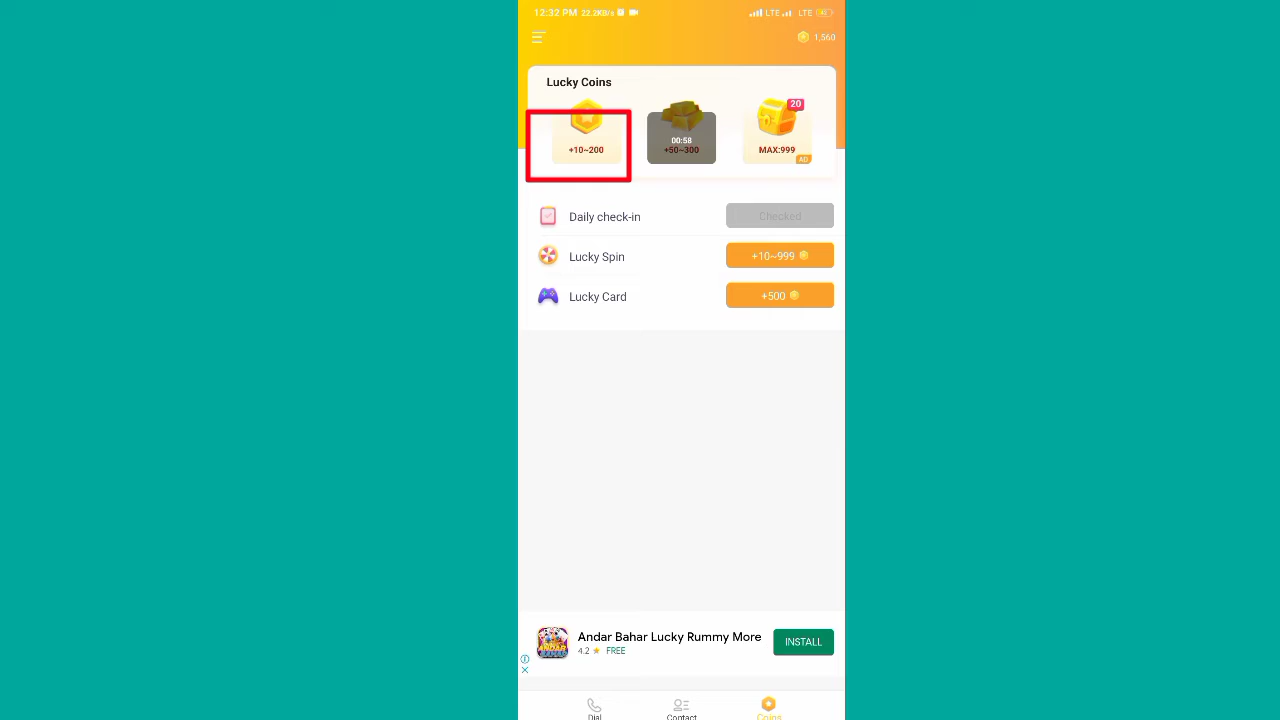 12:32 PM 22.2KB/s LTE LTE
1,560
Lucky Coins
20
+10~200
00:58
+50~300
MAX:999
AD
Daily check-in Checked
Lucky Spin +10~999
Lucky Card +500
Andar Bahar Lucky Rummy More
4.2 ★ FREE
INSTALL
ANDAR BAHAR
Dial Contact Coins